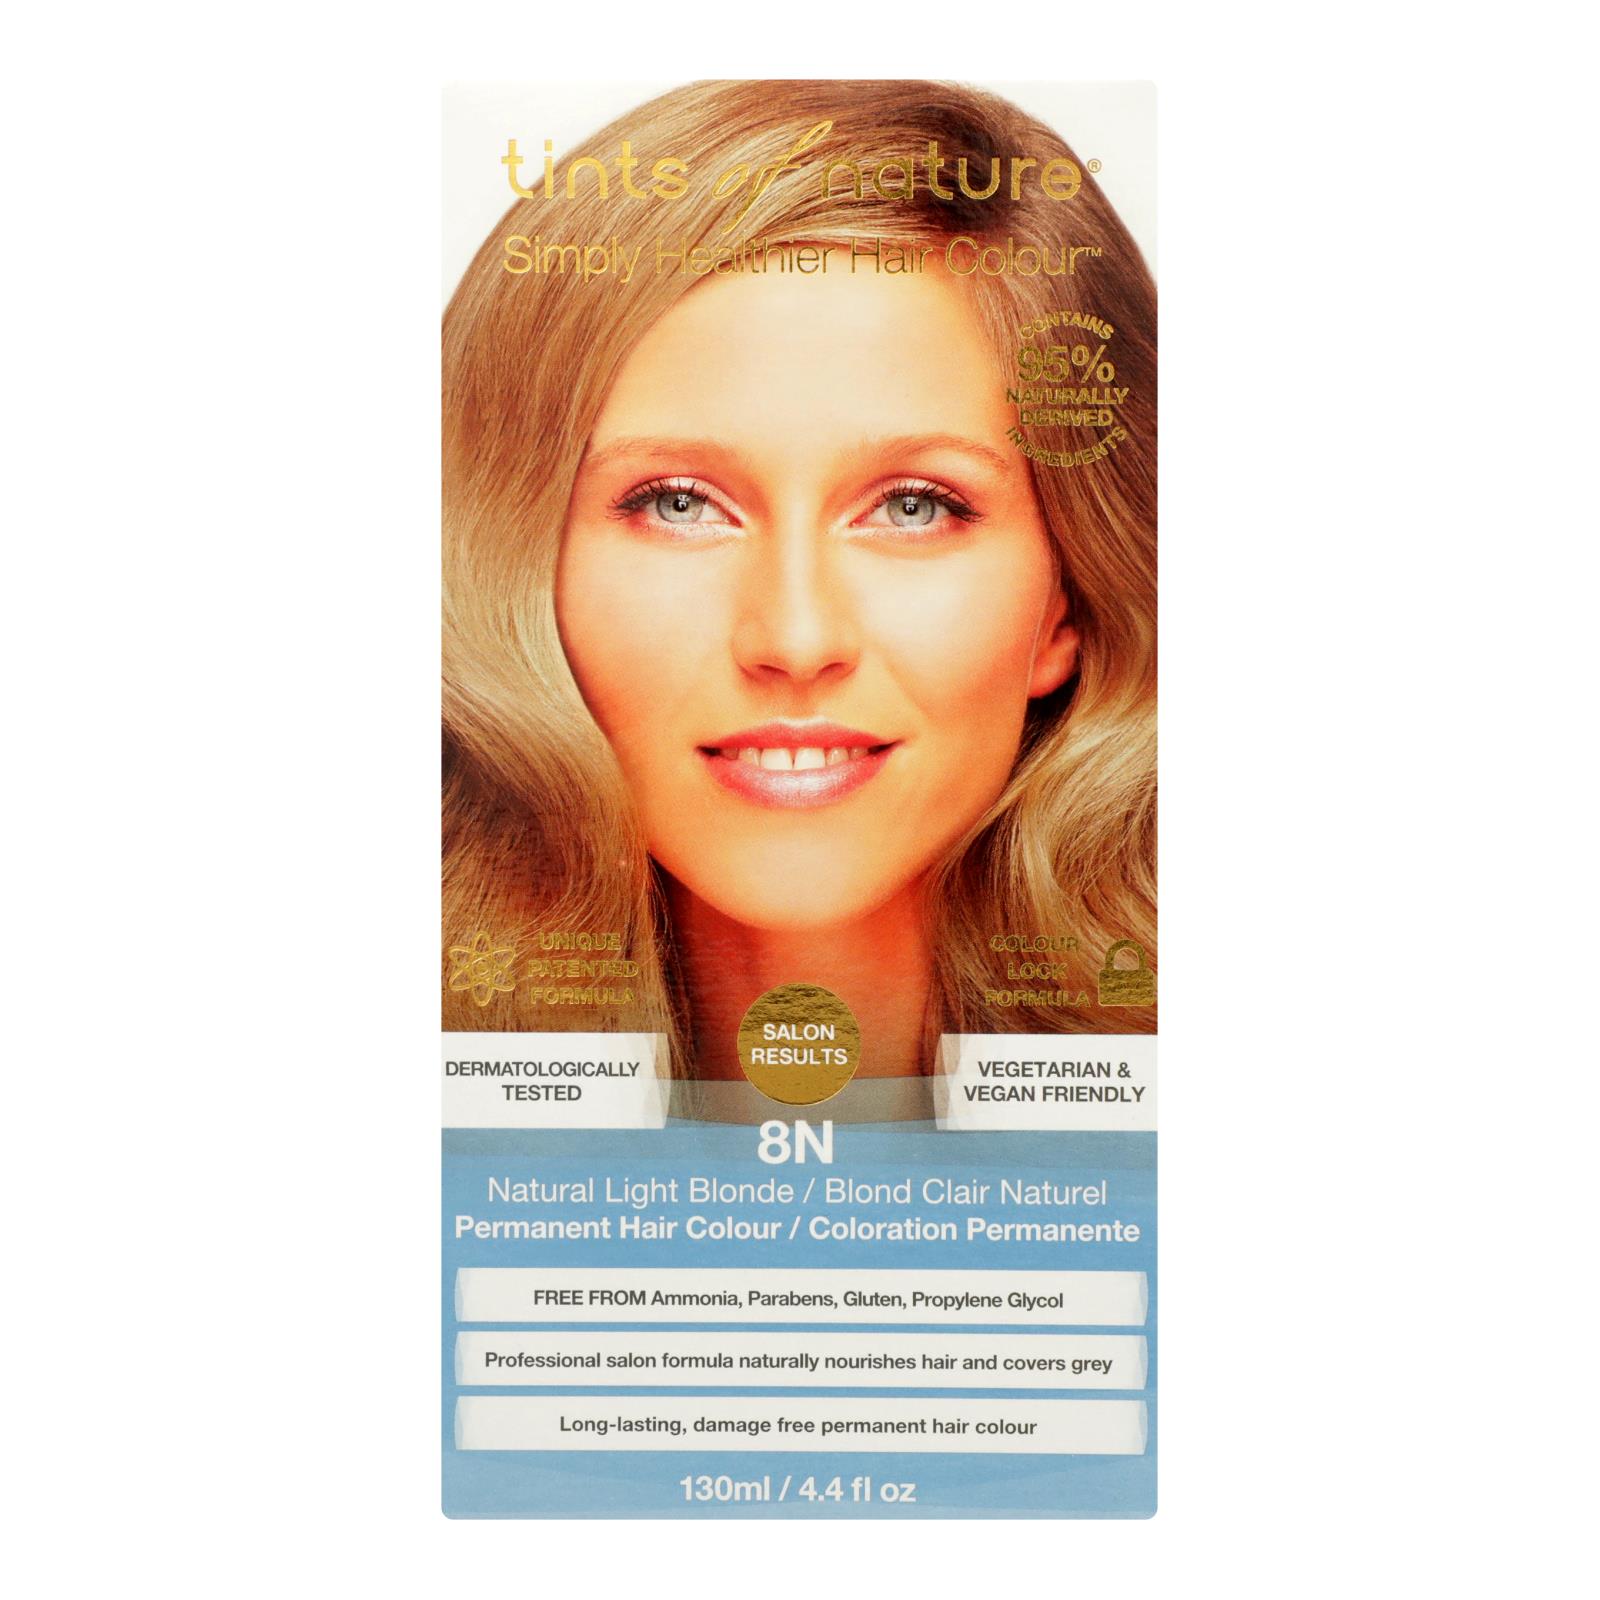 tints of nature®
Simply Healthier Hair Colour™
CONTAINS
95%
NATURALLY
DERIVED
INGREDIENTS
UNIQUE
PATENTED
FORMULA
COLOUR
LOCK
FORMULA
SALON
RESULTS
DERMATOLOGICALLY
TESTED
VEGETARIAN &
VEGAN FRIENDLY
8N
Natural Light Blonde / Blond Clair Naturel
Permanent Hair Colour / Coloration Permanente
FREE FROM Ammonia, Parabens, Gluten, Propylene Glycol
Professional salon formula naturally nourishes hair and covers grey
Long-lasting, damage free permanent hair colour
130ml / 4.4 fl oz